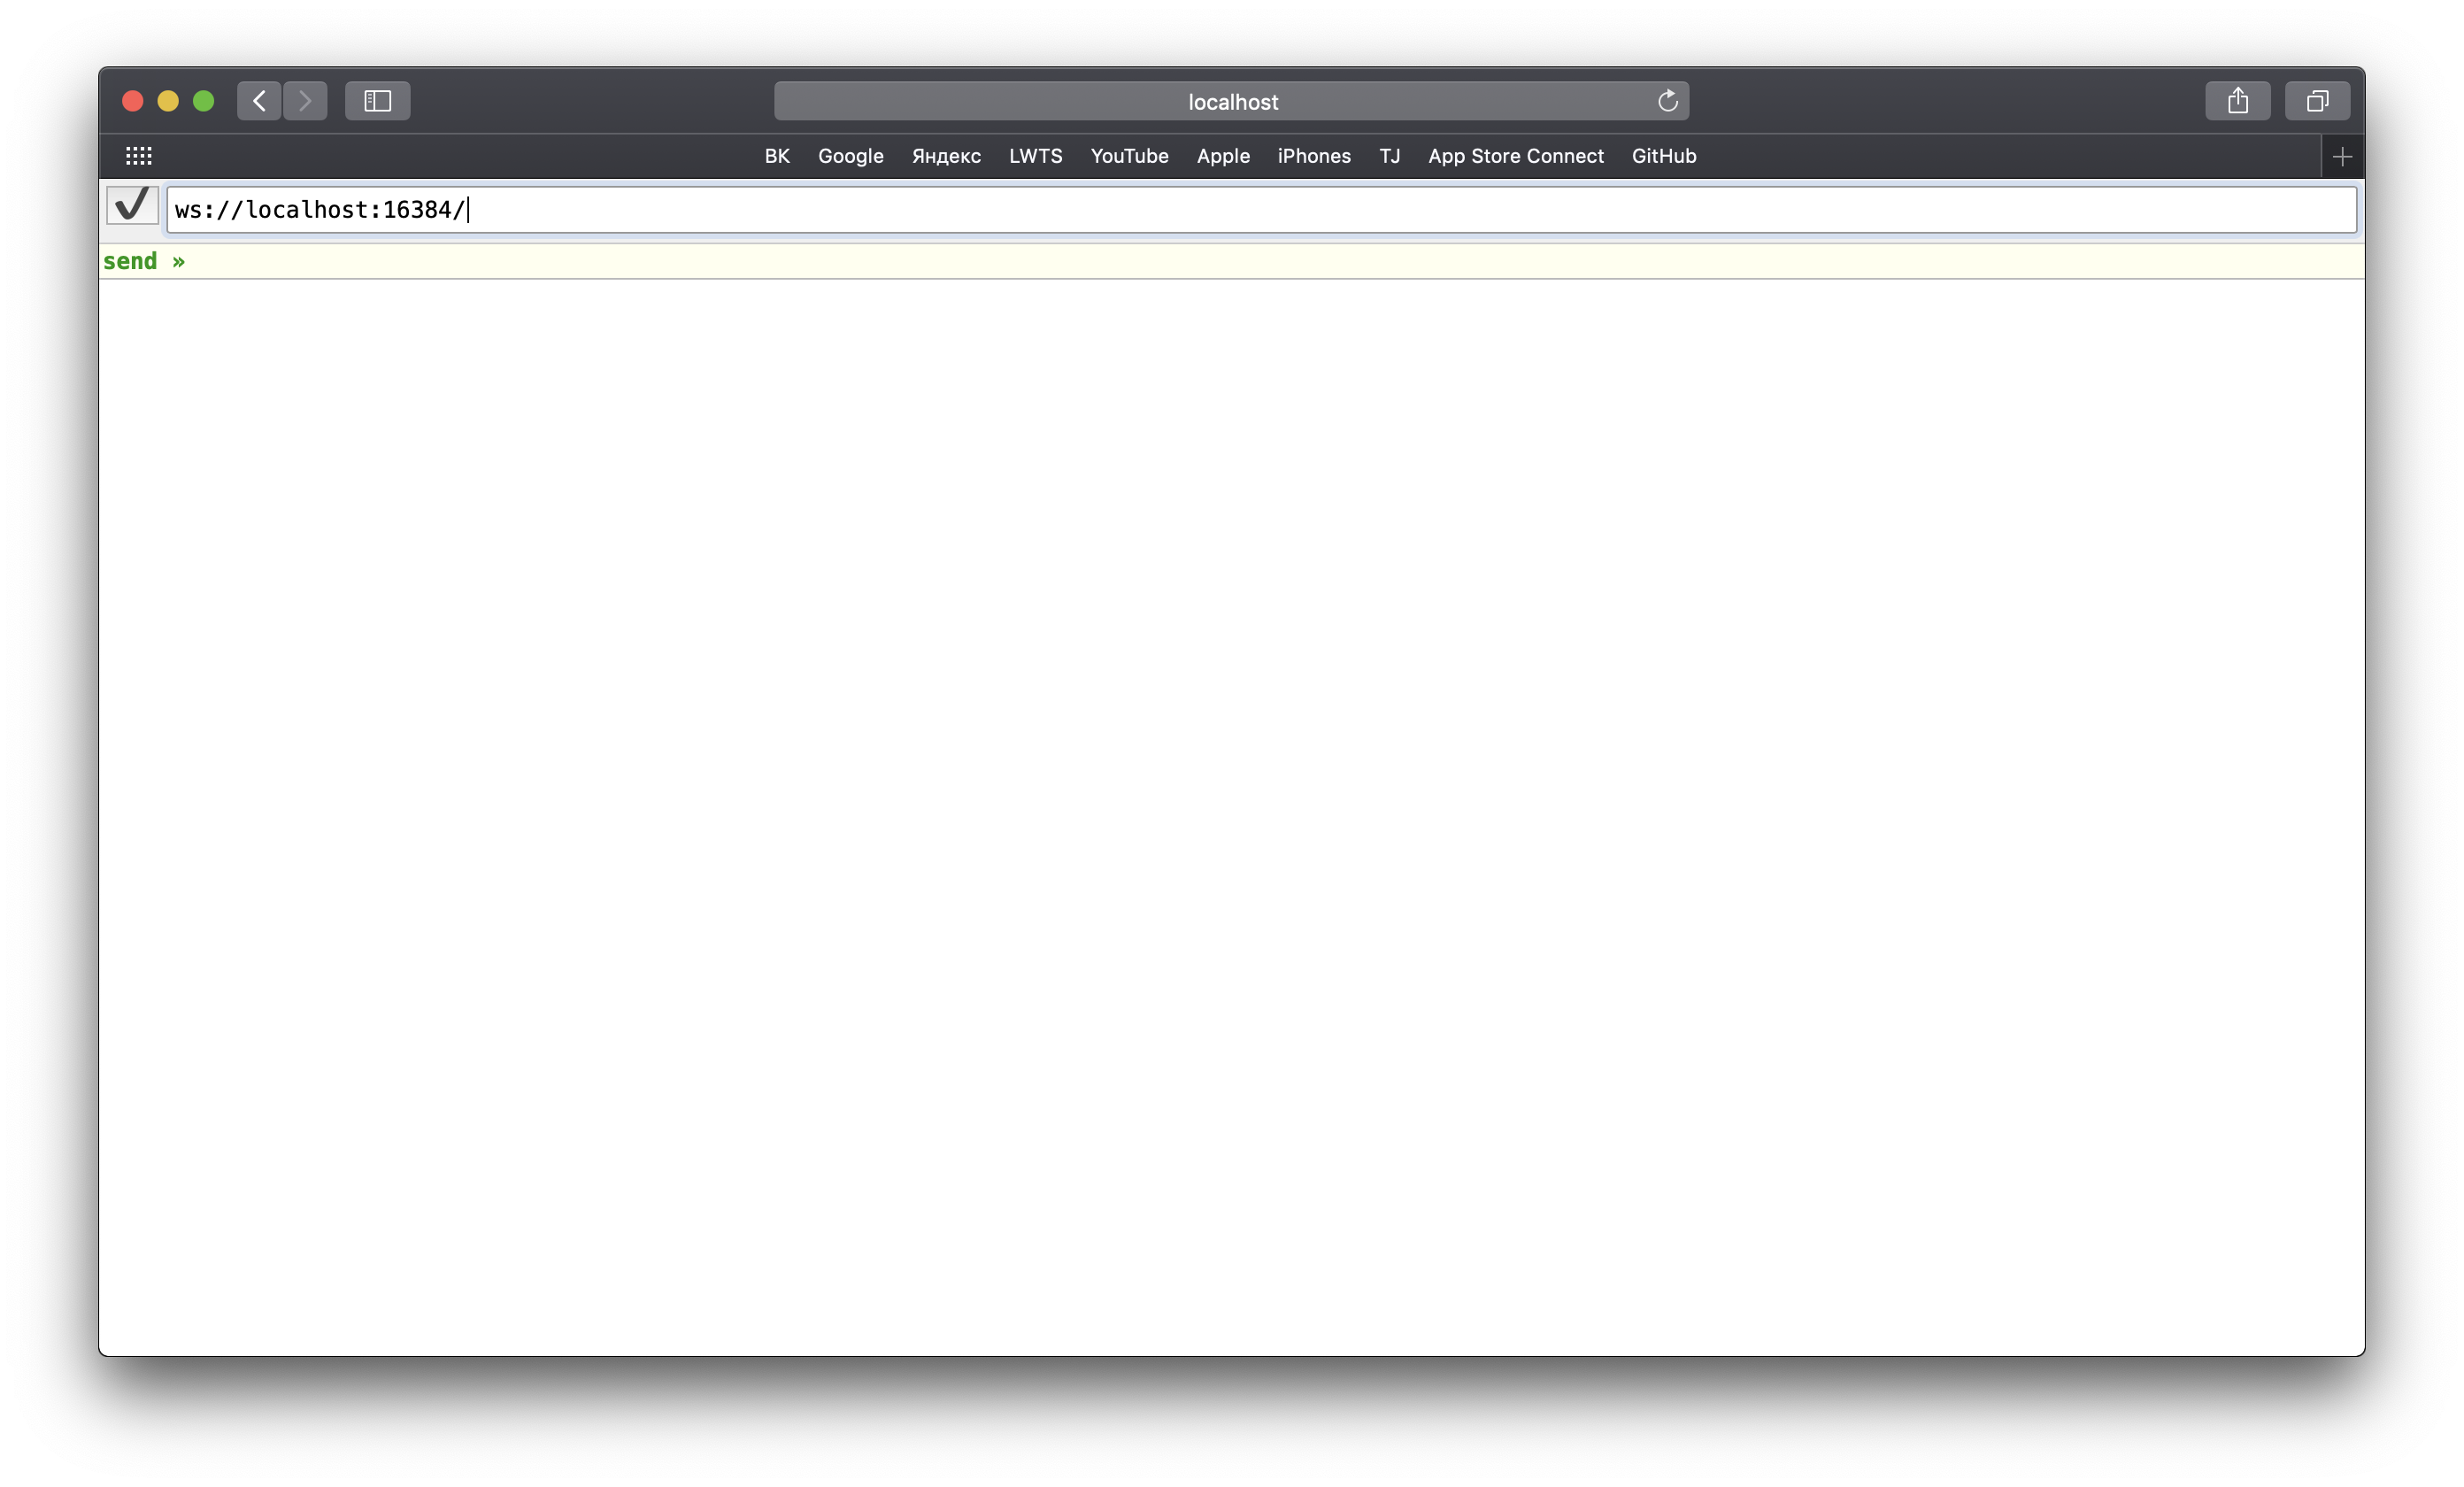 localhost
ВК Google Яндекс LWTS YouTube Apple iPhones TJ App Store Connect GitHub
ws://localhost:16384/
send »